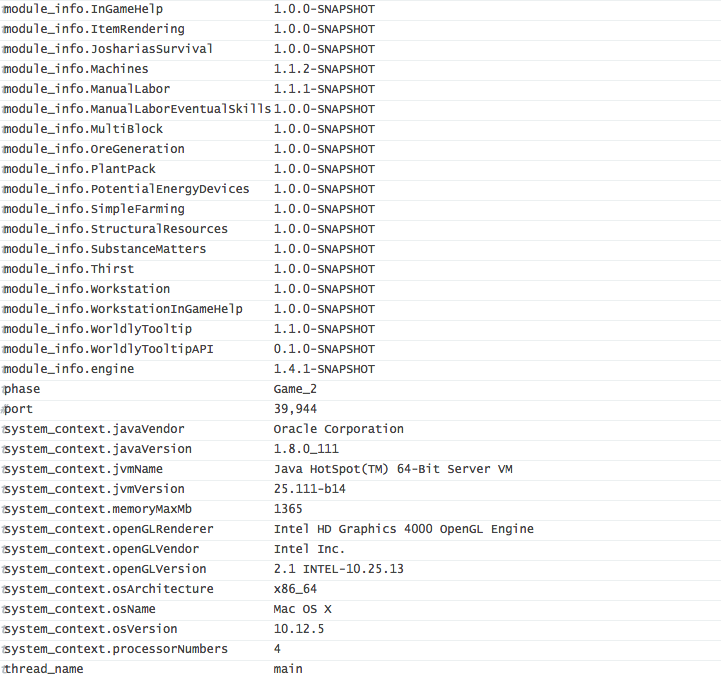 module_info.InGameHelp 1.0.0-SNAPSHOT
module_info.ItemRendering 1.0.0-SNAPSHOT
module_info.JoshariasSurvival 1.0.0-SNAPSHOT
module_info.Machines 1.1.2-SNAPSHOT
module_info.ManualLabor 1.1.1-SNAPSHOT
module_info.ManualLaborEventualSkills 1.0.0-SNAPSHOT
module_info.MultiBlock 1.0.0-SNAPSHOT
module_info.OreGeneration 1.0.0-SNAPSHOT
module_info.PlantPack 1.0.0-SNAPSHOT
module_info.PotentialEnergyDevices 1.0.0-SNAPSHOT
module_info.SimpleFarming 1.0.0-SNAPSHOT
module_info.StructuralResources 1.0.0-SNAPSHOT
module_info.SubstanceMatters 1.0.0-SNAPSHOT
module_info.Thirst 1.0.0-SNAPSHOT
module_info.Workstation 1.0.0-SNAPSHOT
module_info.WorkstationInGameHelp 1.0.0-SNAPSHOT
module_info.WorldlyTooltip 1.1.0-SNAPSHOT
module_info.WorldlyTooltipAPI 0.1.0-SNAPSHOT
module_info.engine 1.4.1-SNAPSHOT
phase Game_2
port 39,944
system_context.javaVendor Oracle Corporation
system_context.javaVersion 1.8.0_111
system_context.jvmName Java HotSpot(TM) 64-Bit Server VM
system_context.jvmVersion 25.111-b14
system_context.memoryMaxMb 1365
system_context.openGLRenderer Intel HD Graphics 4000 OpenGL Engine
system_context.openGLVendor Intel Inc.
system_context.openGLVersion 2.1 INTEL-10.25.13
system_context.osArchitecture x86_64
system_context.osName Mac OS X
system_context.osVersion 10.12.5
system_context.processorNumbers 4
thread_name main